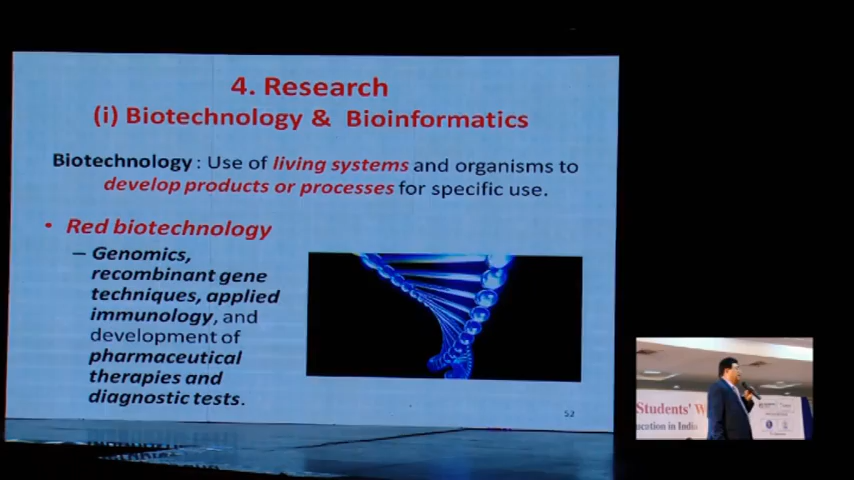 4. Research
(i) Biotechnology & Bioinformatics
Biotechnology : Use of living systems and organisms to
develop products or processes for specific use.
• Red biotechnology
– Genomics,
recombinant gene
techniques, applied
immunology, and
development of
pharmaceutical
therapies and
diagnostic tests.
52
Students' W
ucation in India